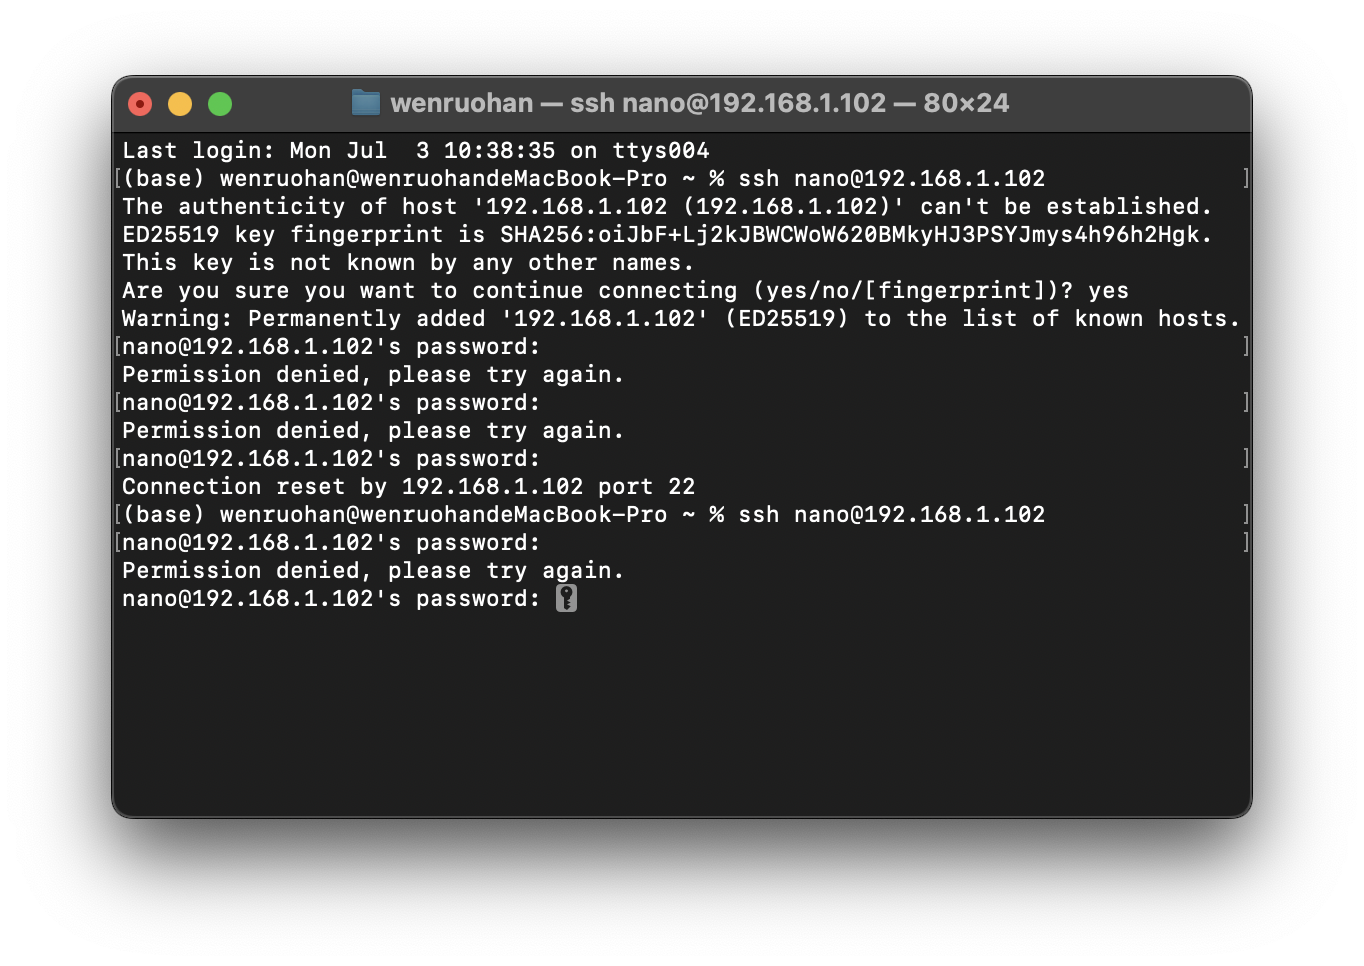 wenruohan — ssh nano@192.168.1.102 — 80×24
Last login: Mon Jul  3 10:38:35 on ttys004
[(base) wenruohan@wenruohandeMacBook-Pro ~ % ssh nano@192.168.1.102 ]
The authenticity of host '192.168.1.102 (192.168.1.102)' can't be established.
ED25519 key fingerprint is SHA256:oiJbF+Lj2kJBWCWoW620BMkyHJ3PSYJmys4h96h2Hgk.
This key is not known by any other names.
Are you sure you want to continue connecting (yes/no/[fingerprint])? yes
Warning: Permanently added '192.168.1.102' (ED25519) to the list of known hosts.
[nano@192.168.1.102's password: ]
Permission denied, please try again.
[nano@192.168.1.102's password: ]
Permission denied, please try again.
[nano@192.168.1.102's password: ]
Connection reset by 192.168.1.102 port 22
[(base) wenruohan@wenruohandeMacBook-Pro ~ % ssh nano@192.168.1.102 ]
[nano@192.168.1.102's password: ]
Permission denied, please try again.
nano@192.168.1.102's password: